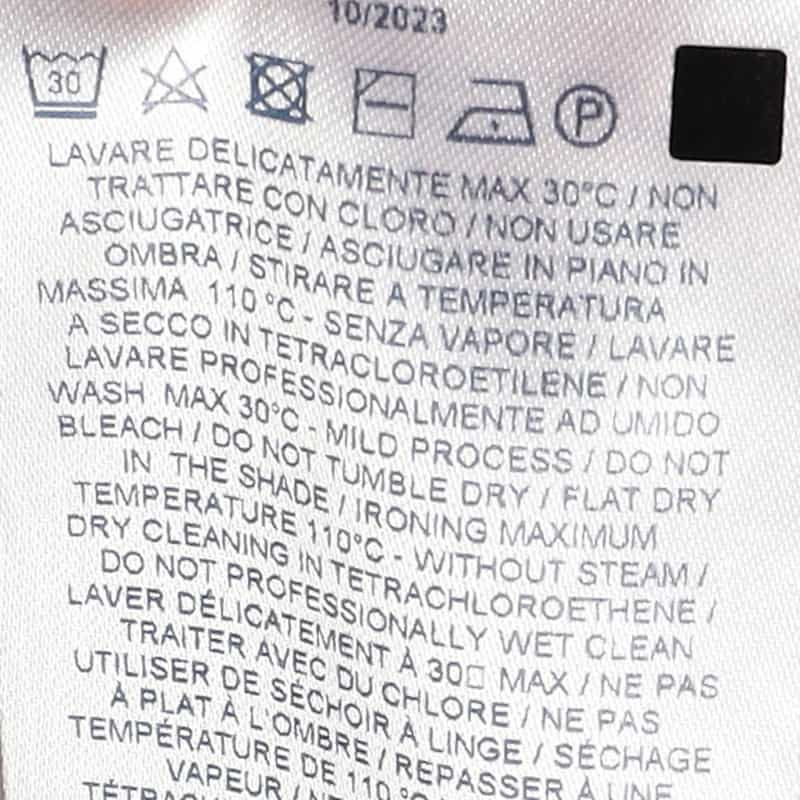 10/2023
30 P
LAVARE DELICATAMENTE MAX 30°C / NON
TRATTARE CON CLORO / NON USARE
ASCIUGATRICE / ASCIUGARE IN PIANO IN
OMBRA / STIRARE A TEMPERATURA
MASSIMA 110°C - SENZA VAPORE / LAVARE
A SECCO IN TETRACLOROETILENE / NON
LAVARE PROFESSIONALMENTE AD UMIDO
WASH MAX 30°C - MILD PROCESS / DO NOT
BLEACH / DO NOT TUMBLE DRY / FLAT DRY
IN THE SHADE / IRONING MAXIMUM
TEMPERATURE 110°C - WITHOUT STEAM /
DRY CLEANING IN TETRACHLOROETHENE /
DO NOT PROFESSIONALLY WET CLEAN
LAVER DÉLICATEMENT À 30□ MAX / NE PAS
TRAITER AVEC DU CHLORE / NE PAS
UTILISER DE SÉCHOIR À LINGE / SÉCHAGE
À PLAT À L'OMBRE / REPASSER À UNE
TEMPÉRATURE DE 110°C
VAPEUR /